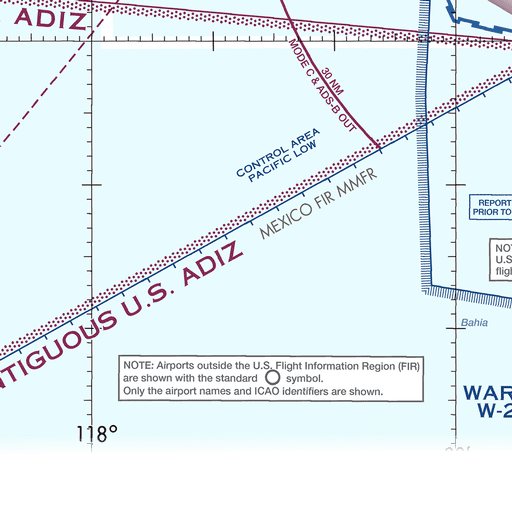 ADIZ
30 NM
MODE C & ADS-B OUT
CONTROL AREA
PACIFIC LOW
MEXICO FIR MMFR
REPORT
PRIOR TO
NO
U.S
flig
TIGUOUS U.S. ADIZ
Bahia
NOTE: Airports outside the U.S. Flight Information Region (FIR)
are shown with the standard symbol.
Only the airport names and ICAO identifiers are shown.
WAR
W-2
118°